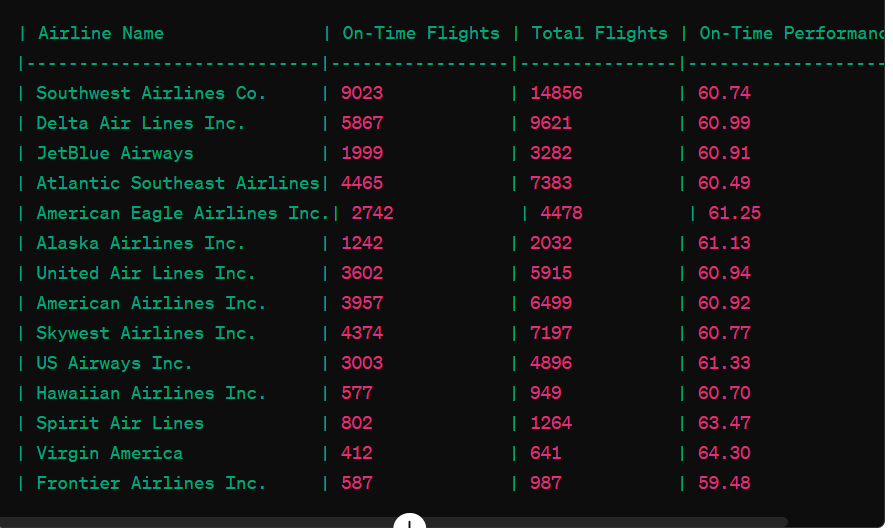 | Airline Name | On-Time Flights | Total Flights | On-Time Performanc
|----------------------------|-----------------|---------------|-------------------
| Southwest Airlines Co. | 9023 | 14856 | 60.74
| Delta Air Lines Inc. | 5867 | 9621 | 60.99
| JetBlue Airways | 1999 | 3282 | 60.91
| Atlantic Southeast Airlines| 4465 | 7383 | 60.49
| American Eagle Airlines Inc.| 2742 | 4478 | 61.25
| Alaska Airlines Inc. | 1242 | 2032 | 61.13
| United Air Lines Inc. | 3602 | 5915 | 60.94
| American Airlines Inc. | 3957 | 6499 | 60.92
| Skywest Airlines Inc. | 4374 | 7197 | 60.77
| US Airways Inc. | 3003 | 4896 | 61.33
| Hawaiian Airlines Inc. | 577 | 949 | 60.70
| Spirit Air Lines | 802 | 1264 | 63.47
| Virgin America | 412 | 641 | 64.30
| Frontier Airlines Inc. | 587 | 987 | 59.48